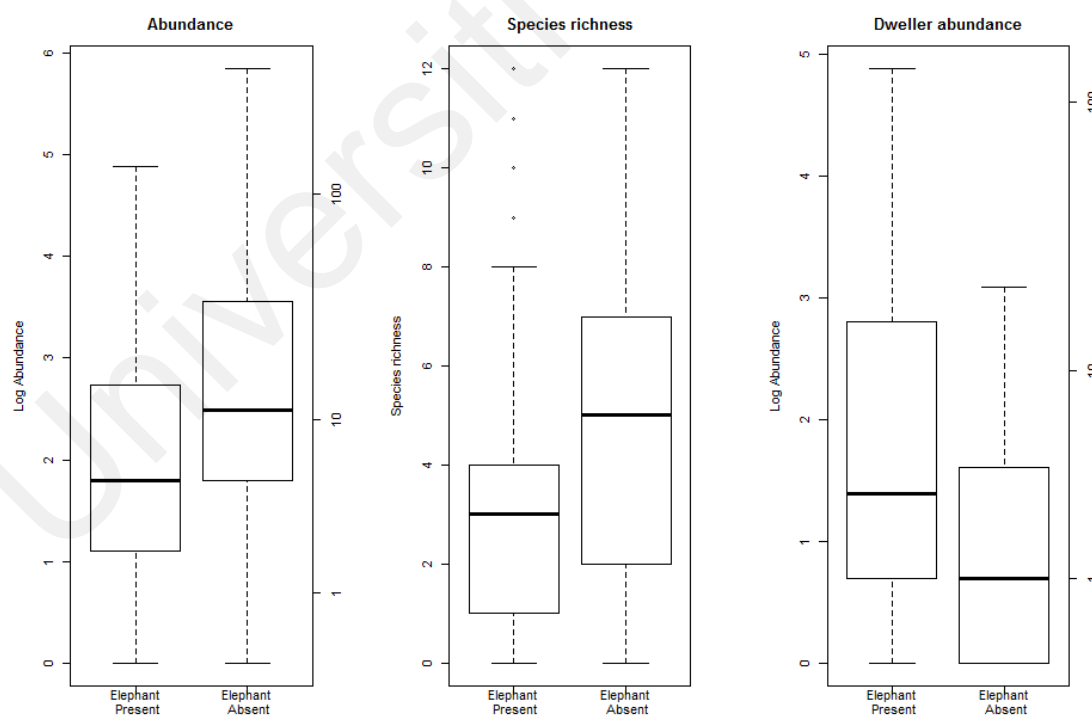 Abundance
Species richness
Dweller abundance
Log Abundance
6
5
4
3
2
1
0
100
10
1
Elephant Present
Elephant Absent
Species richness
12
10
8
6
4
2
0
Elephant Present
Elephant Absent
Log Abundance
5
4
3
2
1
0
Elephant Present
Elephant Absent
Universiti